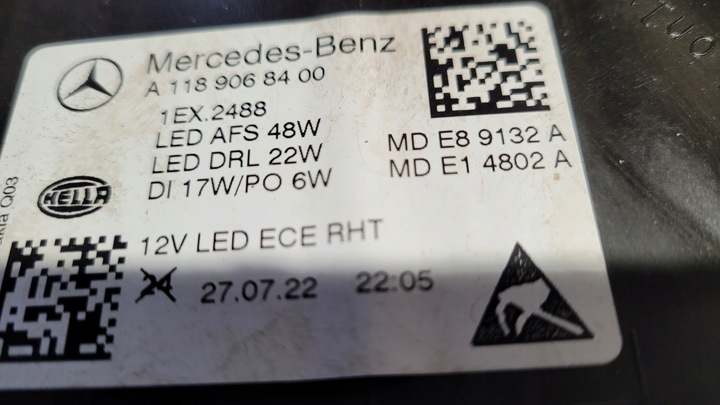 Mercedes-Benz
A 118 906 84 00
1EX.2488
LED AFS 48W
LED DRL 22W
DI 17W/PO 6W
MD E8 9132 A
MD E1 4802 A
HELLA
Q03
12V LED ECE RHT
24 27.07.22 22:05